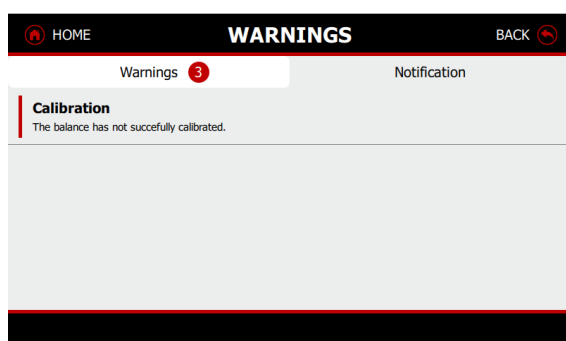 HOME WARNINGS BACK
Warnings 3 Notification
Calibration
The balance has not succefully calibrated.